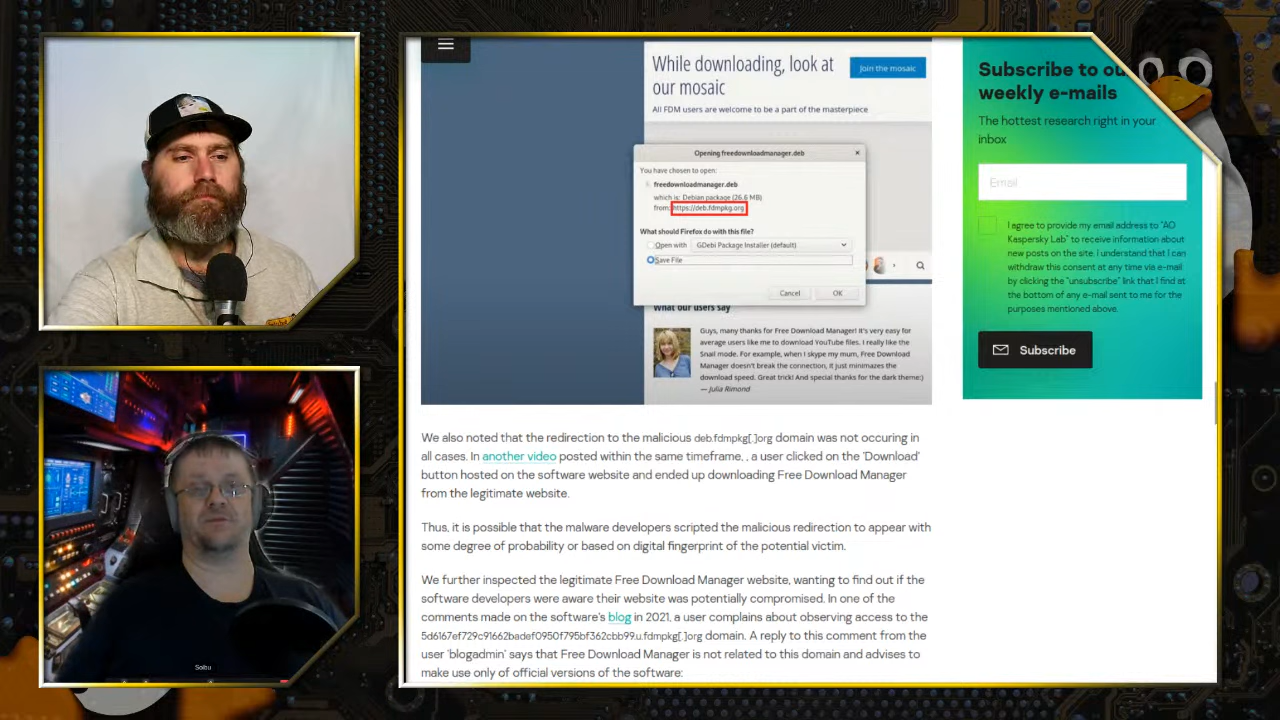 While downloading, look at
our mosaic
Join the mosaic
All FDM users are welcome to be a part of the masterpiece
Opening freedownloadmanager.deb
You have chosen to open:
freedownloadmanager.deb
which is: Debian package (26.6 MB)
from: https://deb.fdmpkg.org
What should Firefox do with this file?
Open with GDebi Package Installer (default)
Save File
Cancel OK
What our users say
Guys, many thanks for Free Download Manager! It's very easy for
average users like me to download YouTube files. I really like the
Snail mode. For example, when I skype my mum, Free Download
Manager doesn't break the connection, it just minimazes the
download speed. Great trick! And special thanks for the dark theme:)
— Julia Rimond
We also noted that the redirection to the malicious deb.fdmpkg[.]org domain was not occuring in
all cases. In another video posted within the same timeframe, , a user clicked on the 'Download'
button hosted on the software website and ended up downloading Free Download Manager
from the legitimate website.
Thus, it is possible that the malware developers scripted the malicious redirection to appear with
some degree of probability or based on digital fingerprint of the potential victim.
We further inspected the legitimate Free Download Manager website, wanting to find out if the
software developers were aware their website was potentially compromised. In one of the
comments made on the software's blog in 2021, a user complains about observing access to the
5d6167ef729c91662badef0950f795bf362cbb99.u.fdmpkg[.]org domain. A reply to this comment from the
user 'blogadmin' says that Free Download Manager is not related to this domain and advises to
make use only of official versions of the software:
Subscribe to our
weekly e-mails
The hottest research right in your
inbox
Email
I agree to provide my email address to "AO
Kaspersky Lab" to receive information about
new posts on the site. I understand that I can
withdraw this consent at any time via e-mail
by clicking the "unsubscribe" link that I find at
the bottom of any e-mail sent to me for the
purposes mentioned above.
Subscribe